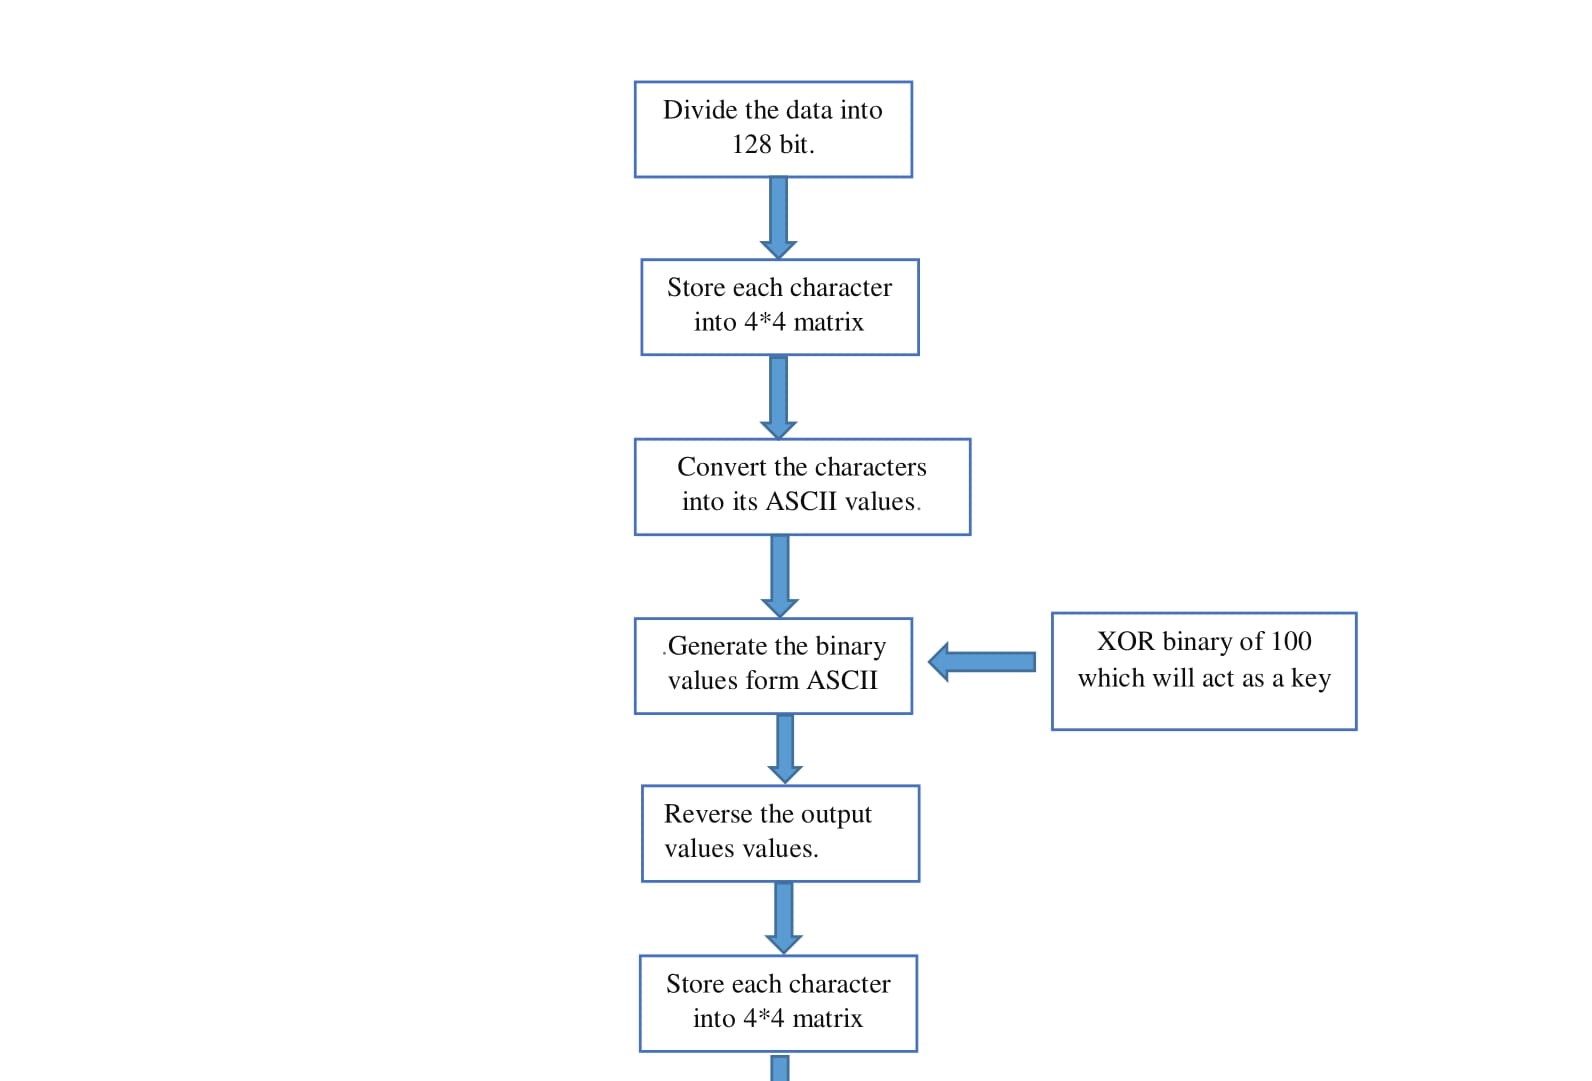 Divide the data into
128 bit.
Store each character
into 4*4 matrix
Convert the characters
into its ASCII values.
.Generate the binary
values form ASCII
XOR binary of 100
which will act as a key
Reverse the output
values values.
Store each character
into 4*4 matrix